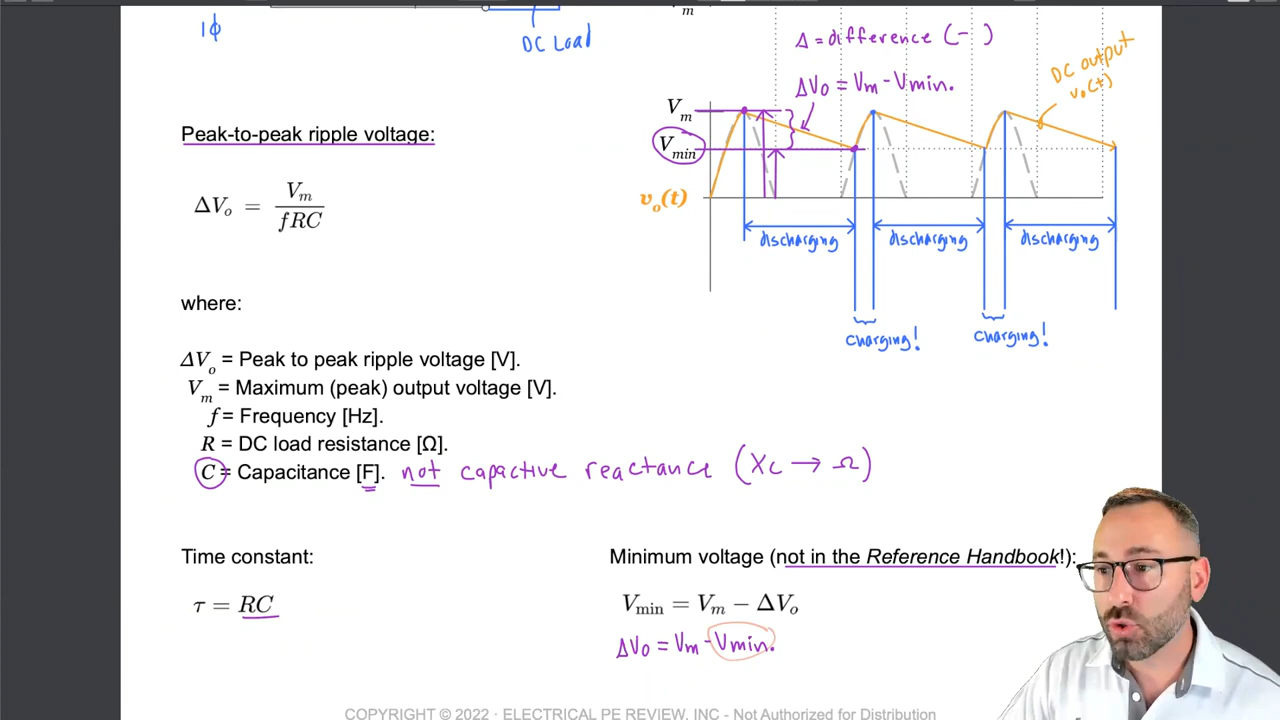 1ϕ
DC Load
m
Δ = difference (-)
ΔVo = Vm - Vmin.
DC output
vo(t)
Vm
Vmin
vo(t)
discharging
discharging
discharging
charging!
charging!
Peak-to-peak ripple voltage:
ΔVo = Vm / fRC
where:
ΔVo = Peak to peak ripple voltage [V].
Vm = Maximum (peak) output voltage [V].
f = Frequency [Hz].
R = DC load resistance [Ω].
C = Capacitance [F]. not capactive reactance (Xc → Ω)
Time constant:
τ = RC
Minimum voltage (not in the Reference Handbook!):
Vmin = Vm − ΔVo
ΔVo = Vm - Vmin.
COPYRIGHT © 2022 · ELECTRICAL PE REVIEW, INC - Not Authorized for Distribution